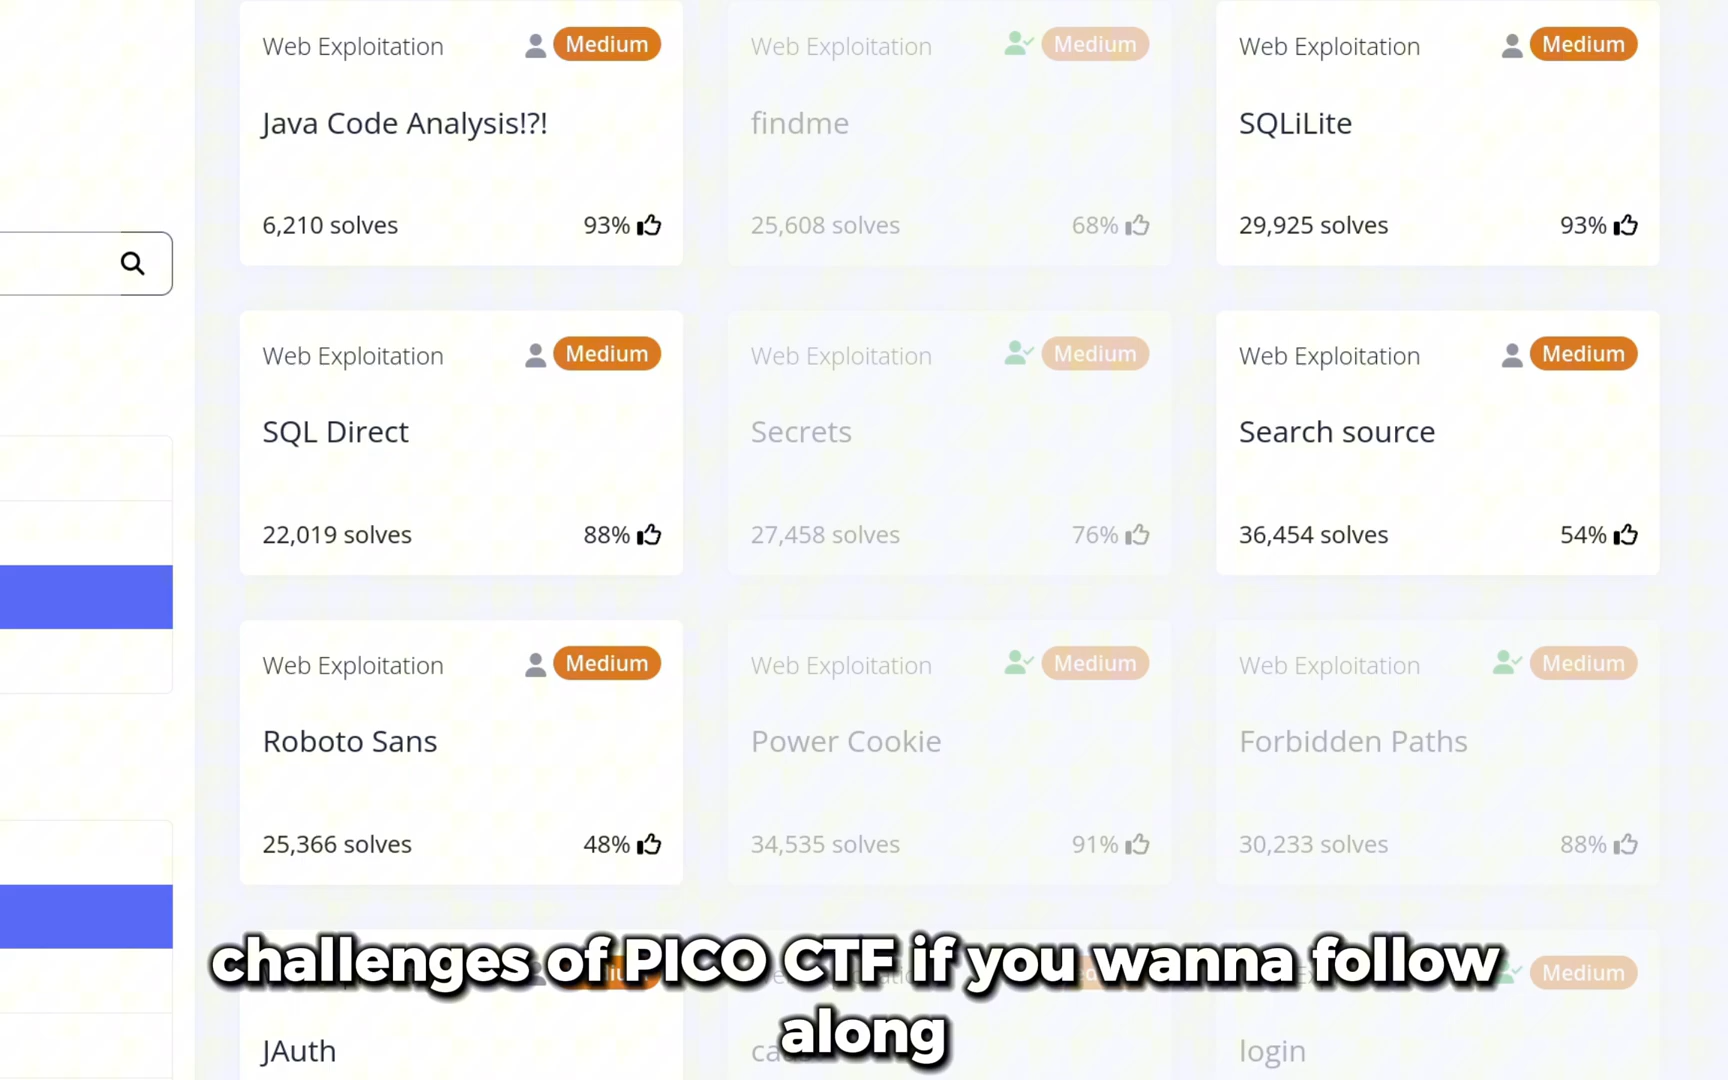 Web Exploitation Medium
Java Code Analysis!?!
6,210 solves 93%
Web Exploitation Medium
findme
25,608 solves 68%
Web Exploitation Medium
SQLiLite
29,925 solves 93%
Web Exploitation Medium
SQL Direct
22,019 solves 88%
Web Exploitation Medium
Secrets
27,458 solves 76%
Web Exploitation Medium
Search source
36,454 solves 54%
Web Exploitation Medium
Roboto Sans
25,366 solves 48%
Web Exploitation Medium
Power Cookie
34,535 solves 91%
Web Exploitation Medium
Forbidden Paths
30,233 solves 88%
challenges of PICO CTF if you wanna follow
along
JAuth
Medium
login